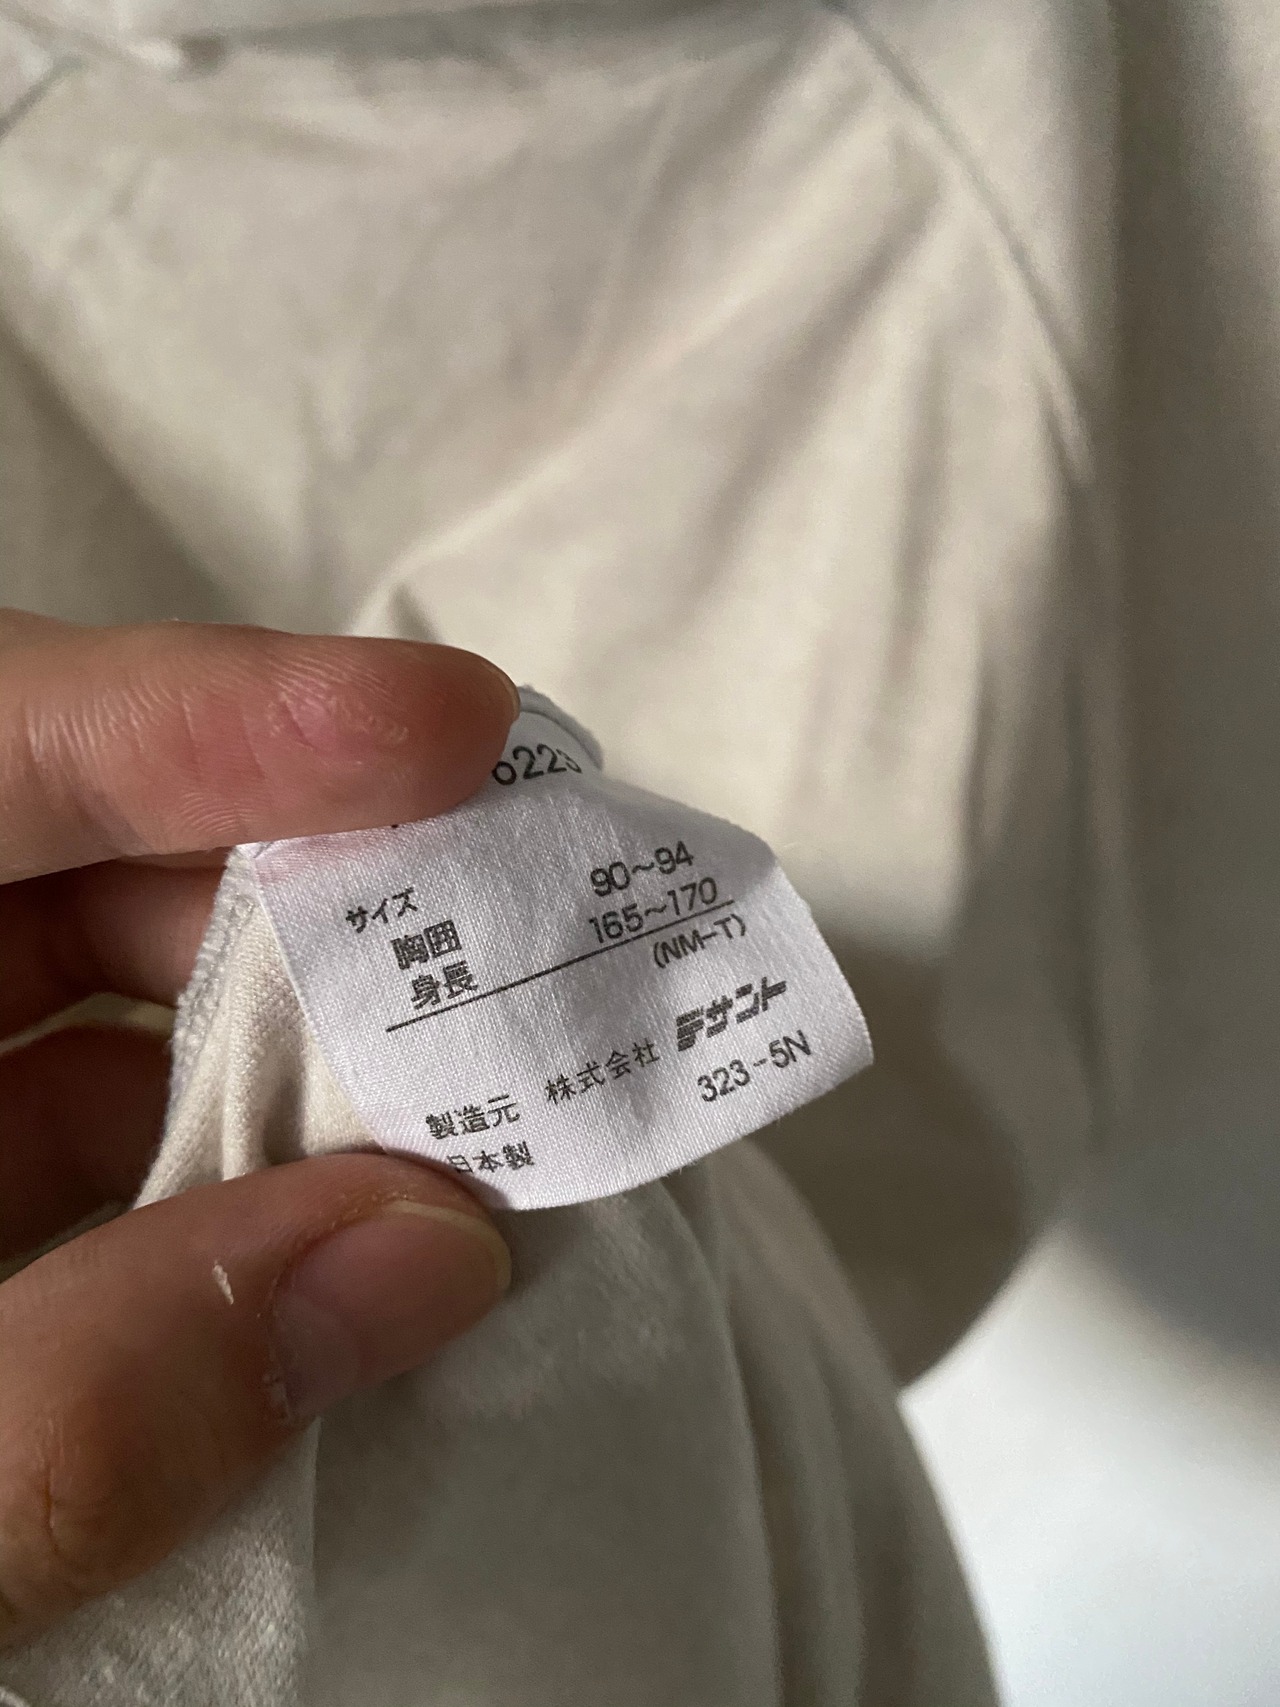 6223
サイズ
胸囲 90～94
身長 165～170
(NM-T)
製造元 株式会社 デサント
日本製 323-5N